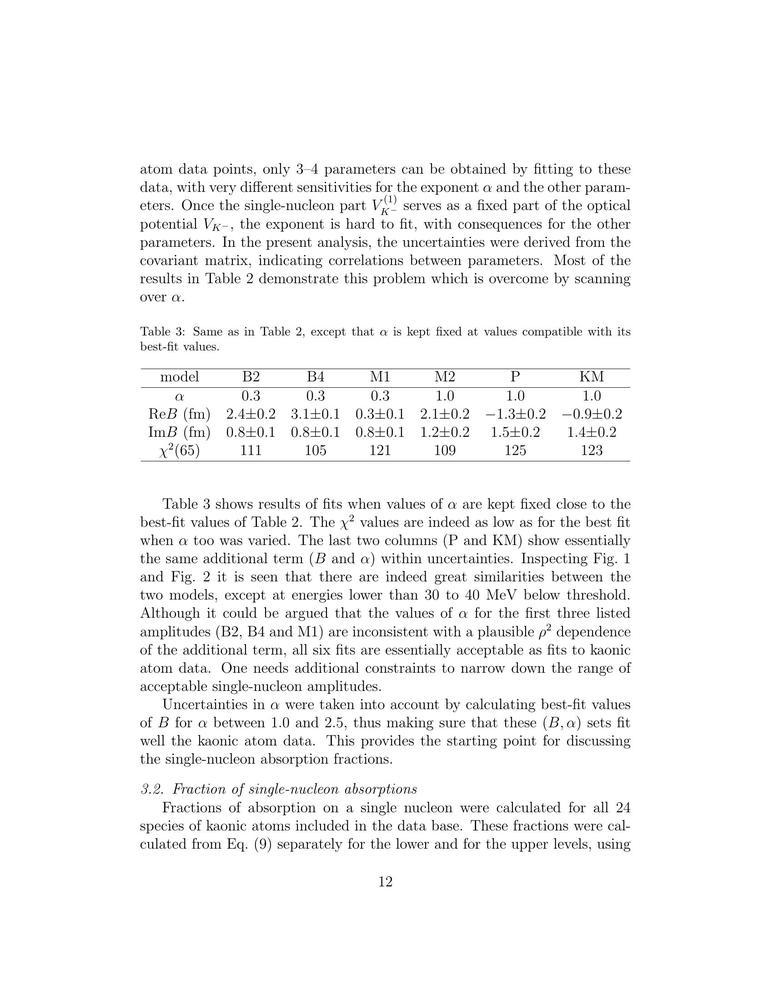 atom data points, only 3–4 parameters can be obtained by fitting to these
data, with very different sensitivities for the exponent α and the other param-
eters. Once the single-nucleon part V_{K^-}^{(1)} serves as a fixed part of the optical
potential V_{K^-}, the exponent is hard to fit, with consequences for the other
parameters. In the present analysis, the uncertainties were derived from the
covariant matrix, indicating correlations between parameters. Most of the
results in Table 2 demonstrate this problem which is overcome by scanning
over α.
Table 3: Same as in Table 2, except that α is kept fixed at values compatible with its
best-fit values.
model B2 B4 M1 M2 P KM
α 0.3 0.3 0.3 1.0 1.0 1.0
ReB (fm) 2.4±0.2 3.1±0.1 0.3±0.1 2.1±0.2 −1.3±0.2 −0.9±0.2
ImB (fm) 0.8±0.1 0.8±0.1 0.8±0.1 1.2±0.2 1.5±0.2 1.4±0.2
χ²(65) 111 105 121 109 125 123
Table 3 shows results of fits when values of α are kept fixed close to the
best-fit values of Table 2. The χ² values are indeed as low as for the best fit
when α too was varied. The last two columns (P and KM) show essentially
the same additional term (B and α) within uncertainties. Inspecting Fig. 1
and Fig. 2 it is seen that there are indeed great similarities between the
two models, except at energies lower than 30 to 40 MeV below threshold.
Although it could be argued that the values of α for the first three listed
amplitudes (B2, B4 and M1) are inconsistent with a plausible ρ² dependence
of the additional term, all six fits are essentially acceptable as fits to kaonic
atom data. One needs additional constraints to narrow down the range of
acceptable single-nucleon amplitudes.
Uncertainties in α were taken into account by calculating best-fit values
of B for α between 1.0 and 2.5, thus making sure that these (B, α) sets fit
well the kaonic atom data. This provides the starting point for discussing
the single-nucleon absorption fractions.
3.2. Fraction of single-nucleon absorptions
Fractions of absorption on a single nucleon were calculated for all 24
species of kaonic atoms included in the data base. These fractions were cal-
culated from Eq. (9) separately for the lower and for the upper levels, using
12